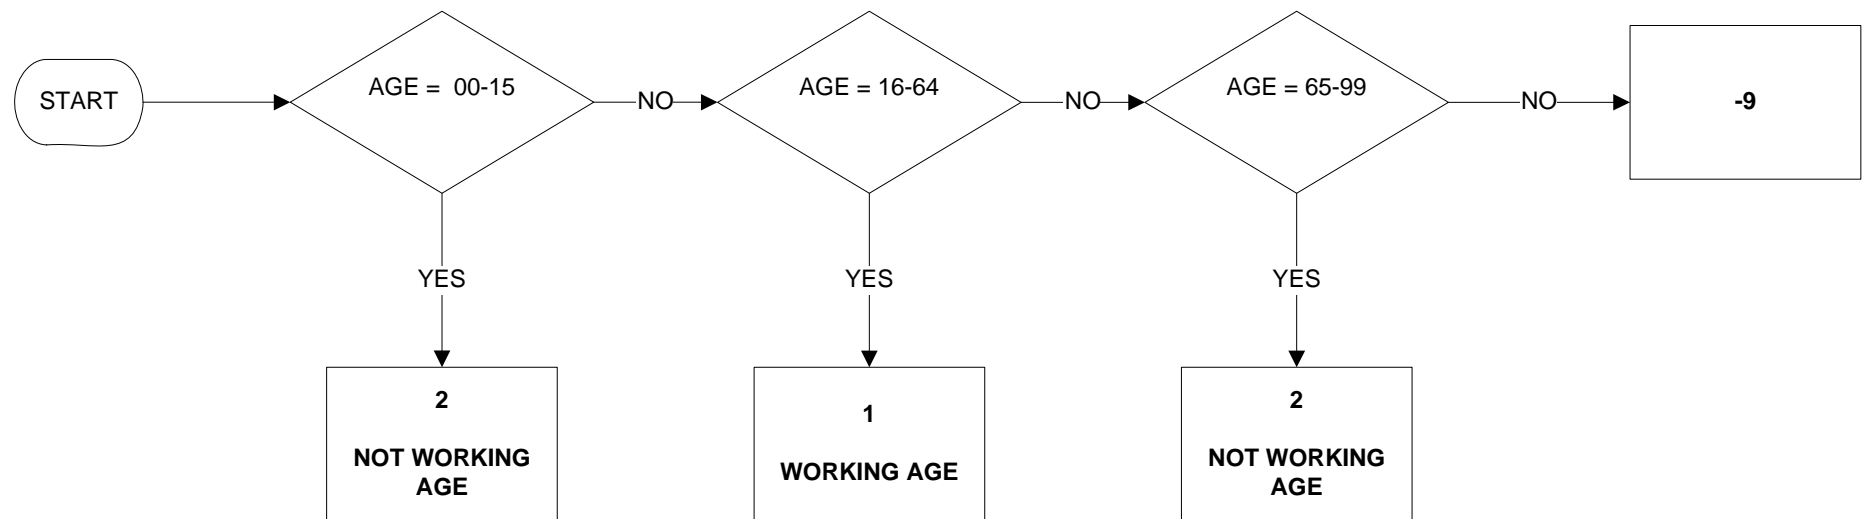 START
AGE =  00-15
NO
AGE = 16-64
NO
AGE = 65-99
NO
-9
YES
YES
YES
2
NOT WORKING
AGE
1
WORKING AGE
2
NOT WORKING
AGE